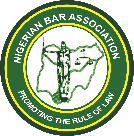 NIGERIAN BAR ASSOCIATION
PROMOTING THE RULE OF LAW